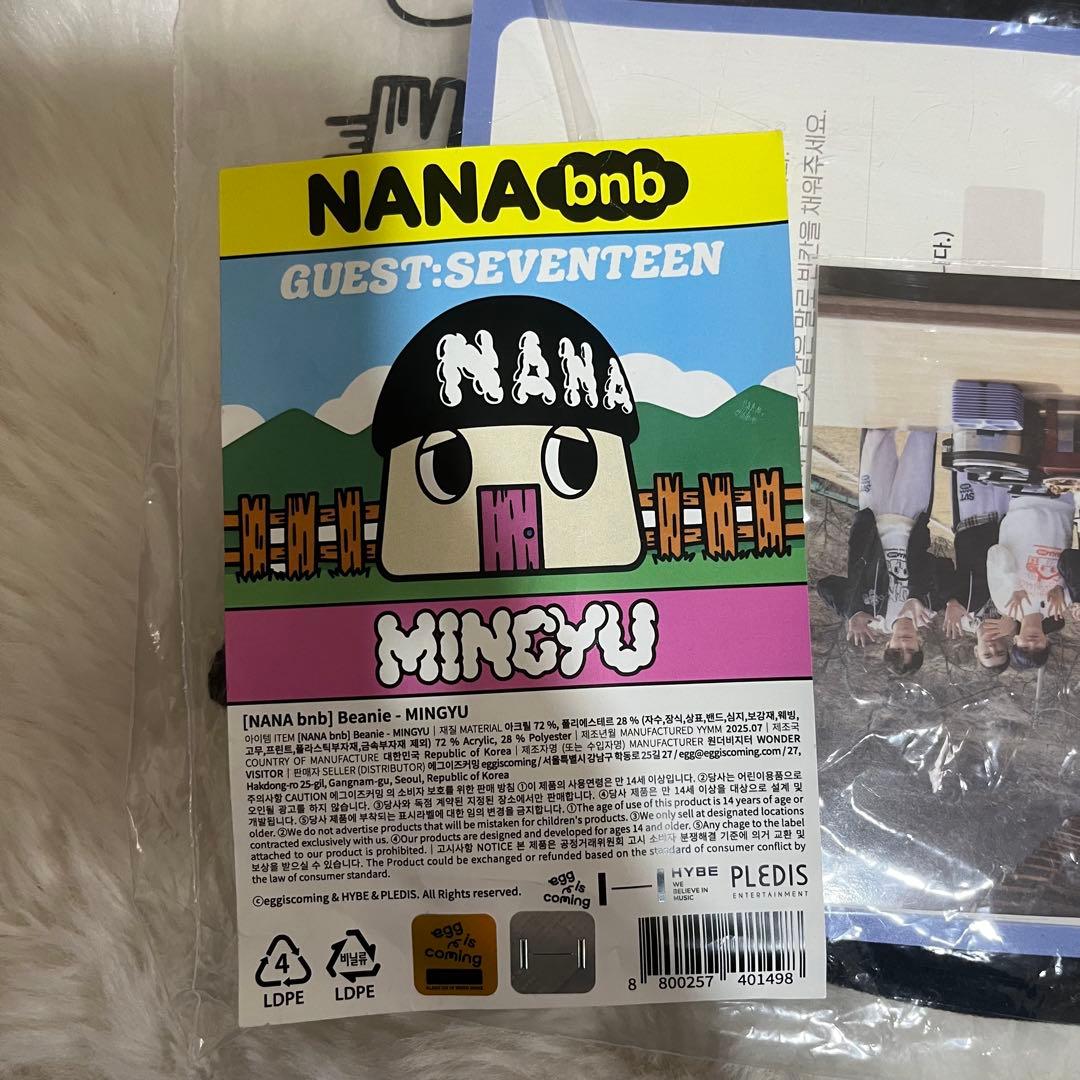 NANA bnb
GUEST:SEVENTEEN
NANA
MINGYU
[NANA bnb] Beanie - MINGYU
아이템 ITEM [NANA bnb] Beanie - MINGYU | 재질 MATERIAL 아크릴 72 %, 폴리에스테르 28 % (자수,장식,상표,밴드,심지,보강재,웨빙,
고무,프린트,플라스틱부자재,금속부자재 제외) 72 % Acrylic, 28 % Polyester | 제조년월 MANUFACTURED YYMM 2025.07 | 제조국
COUNTRY OF MANUFACTURE 대한민국 Republic of Korea | 제조자명 (또는 수입자명) MANUFACTURER 원더비지터 WONDER
VISITOR | 판매자 SELLER (DISTRIBUTOR) 에그이즈커밍 eggiscoming / 서울특별시 강남구 학동로 25길 27 / egg@eggiscoming.com / 27,
Hakdong-ro 25-gil, Gangnam-gu, Seoul, Republic of Korea
주의사항 CAUTION 에그이즈커밍 의 소비자 보호를 위한 판매 방침 ①이 제품의 사용연령은 만 14세 이상입니다. ②당사는 어린이용품으로
오인될 광고를 하지 않습니다. ③당사와 독점 계약된 지정된 장소에서만 판매합니다. ④당사 제품은 만 14세 이상을 대상으로 설계 및
개발됩니다. ⑤당사 제품에 부착되는 표시라벨에 대한 임의 변경을 금지합니다. ①The age of use of this product is 14 years of age or
older. ②We do not advertise products that will be mistaken for children's products. ③We only sell at designated locations
contracted exclusively with us. ④Our products are designed and developed for ages 14 and older. ⑤Any chage to the label
attached to our product is prohibited. | 고시사항 NOTICE 본 제품은 공정거래위원회 고시 소비자 분쟁해결 기준에 의거 교환 및
보상을 받으실 수 있습니다. The Product could be exchanged or refunded based on the standard of consumer conflict by
the law of consumer standard.
©eggiscoming & HYBE & PLEDIS. All Rights reserved.
egg is coming
HYBE
WE
BELIEVE IN
MUSIC
PLEDIS
ENTERTAINMENT
4
LDPE
비닐류
LDPE
egg is coming
8 800257 401498
빈칸을 채워주세요.
니다.)